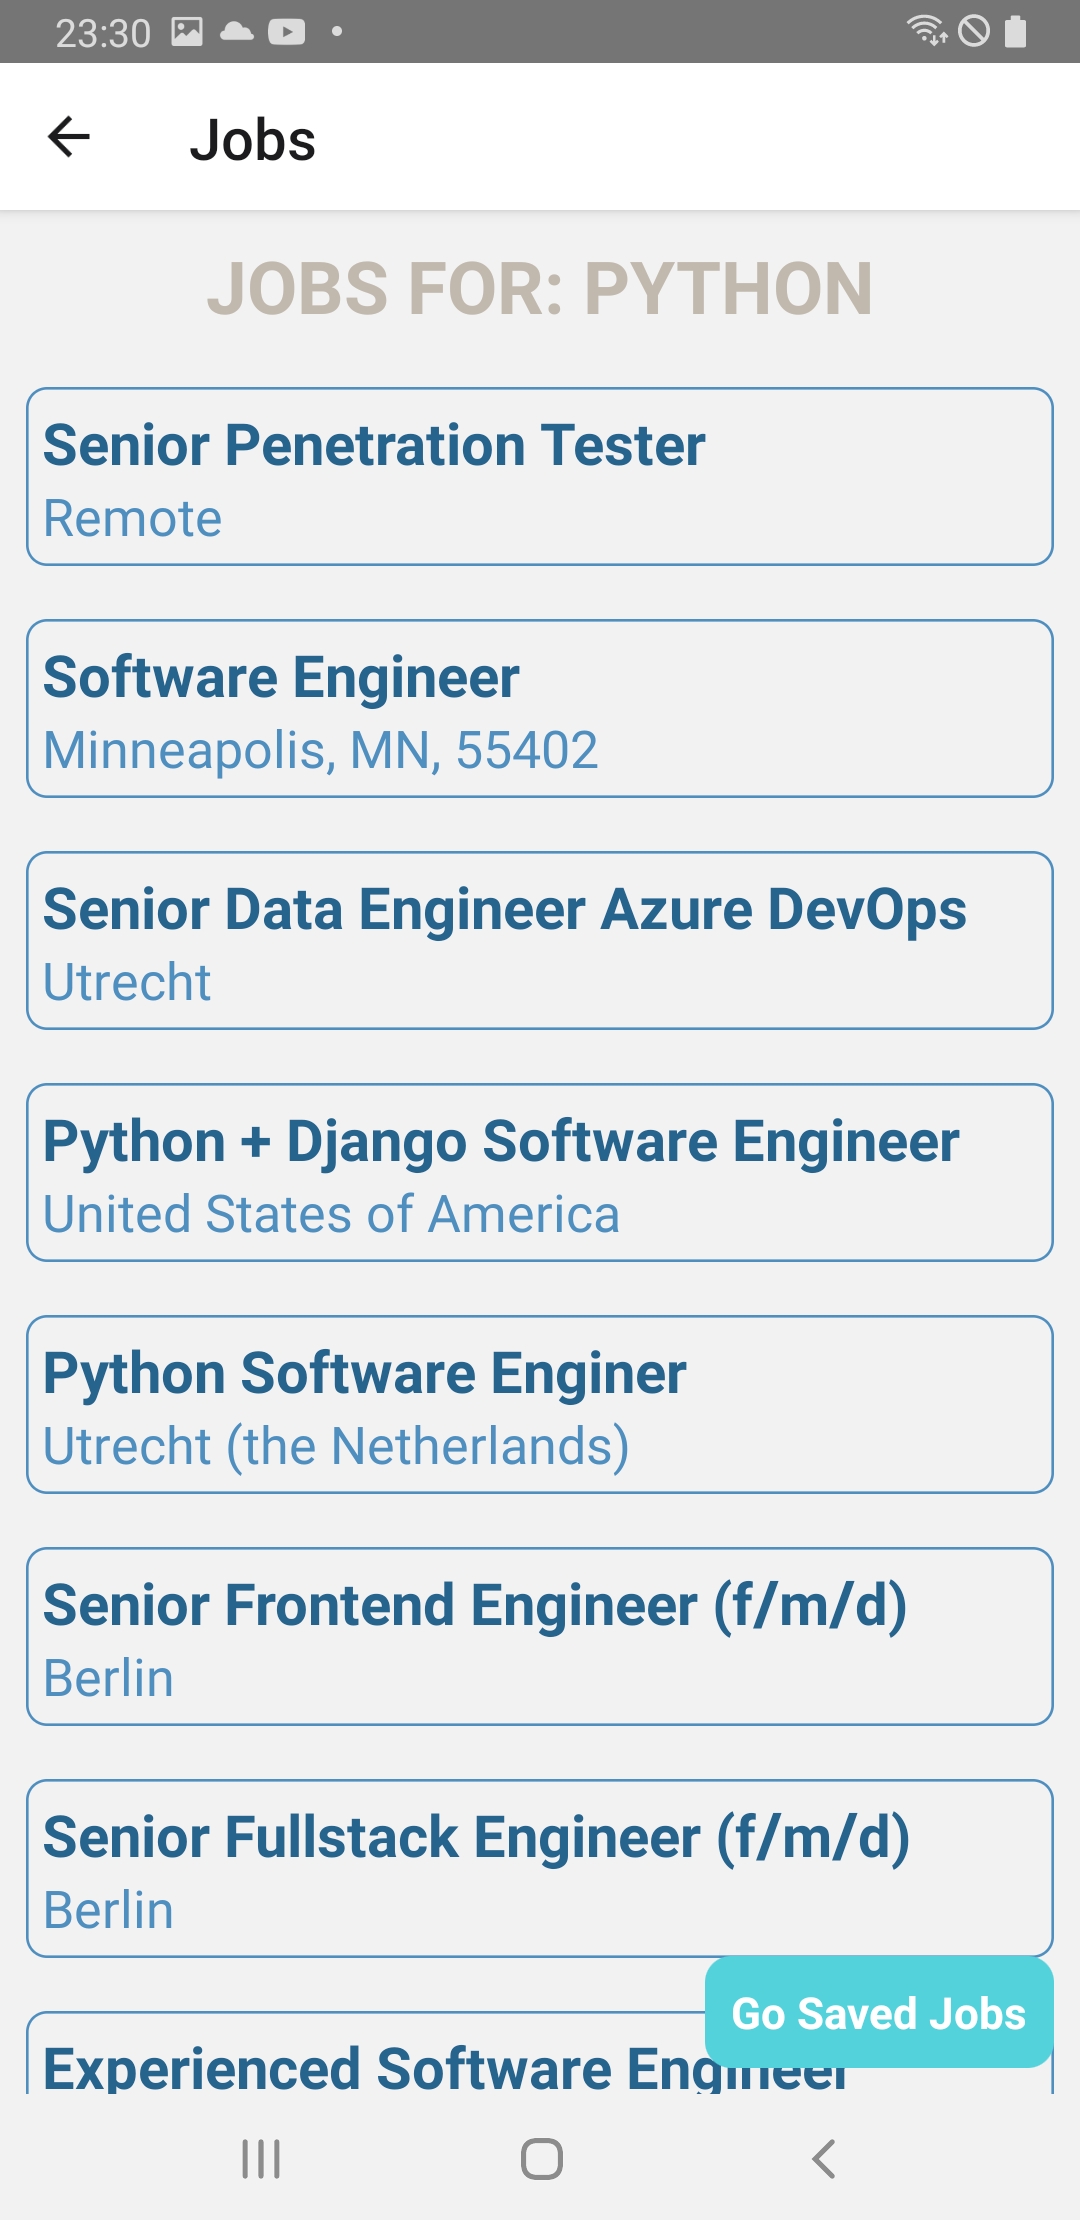 23:30
Jobs
JOBS FOR: PYTHON
Senior Penetration Tester
Remote
Software Engineer
Minneapolis, MN, 55402
Senior Data Engineer Azure DevOps
Utrecht
Python + Django Software Engineer
United States of America
Python Software Enginer
Utrecht (the Netherlands)
Senior Frontend Engineer (f/m/d)
Berlin
Senior Fullstack Engineer (f/m/d)
Berlin
Go Saved Jobs
Experienced Software Engineer